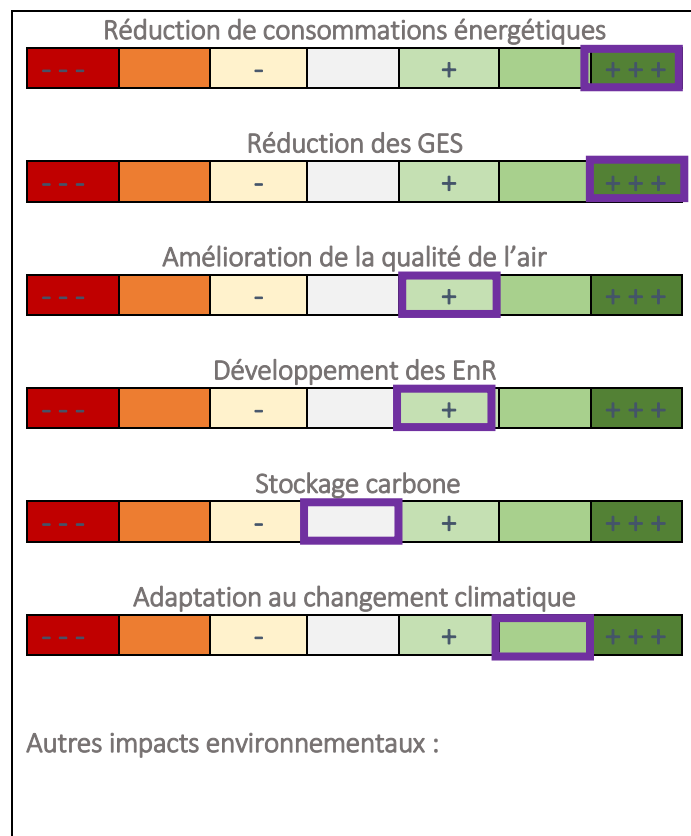 Réduction de consommations énergétiques
- - - - + + + +
Réduction des GES
- - - - + + + +
Amélioration de la qualité de l’air
- - - - + + + +
Développement des EnR
- - - - + + + +
Stockage carbone
- - - - + + + +
Adaptation au changement climatique
- - - - + + + +
Autres impacts environnementaux :